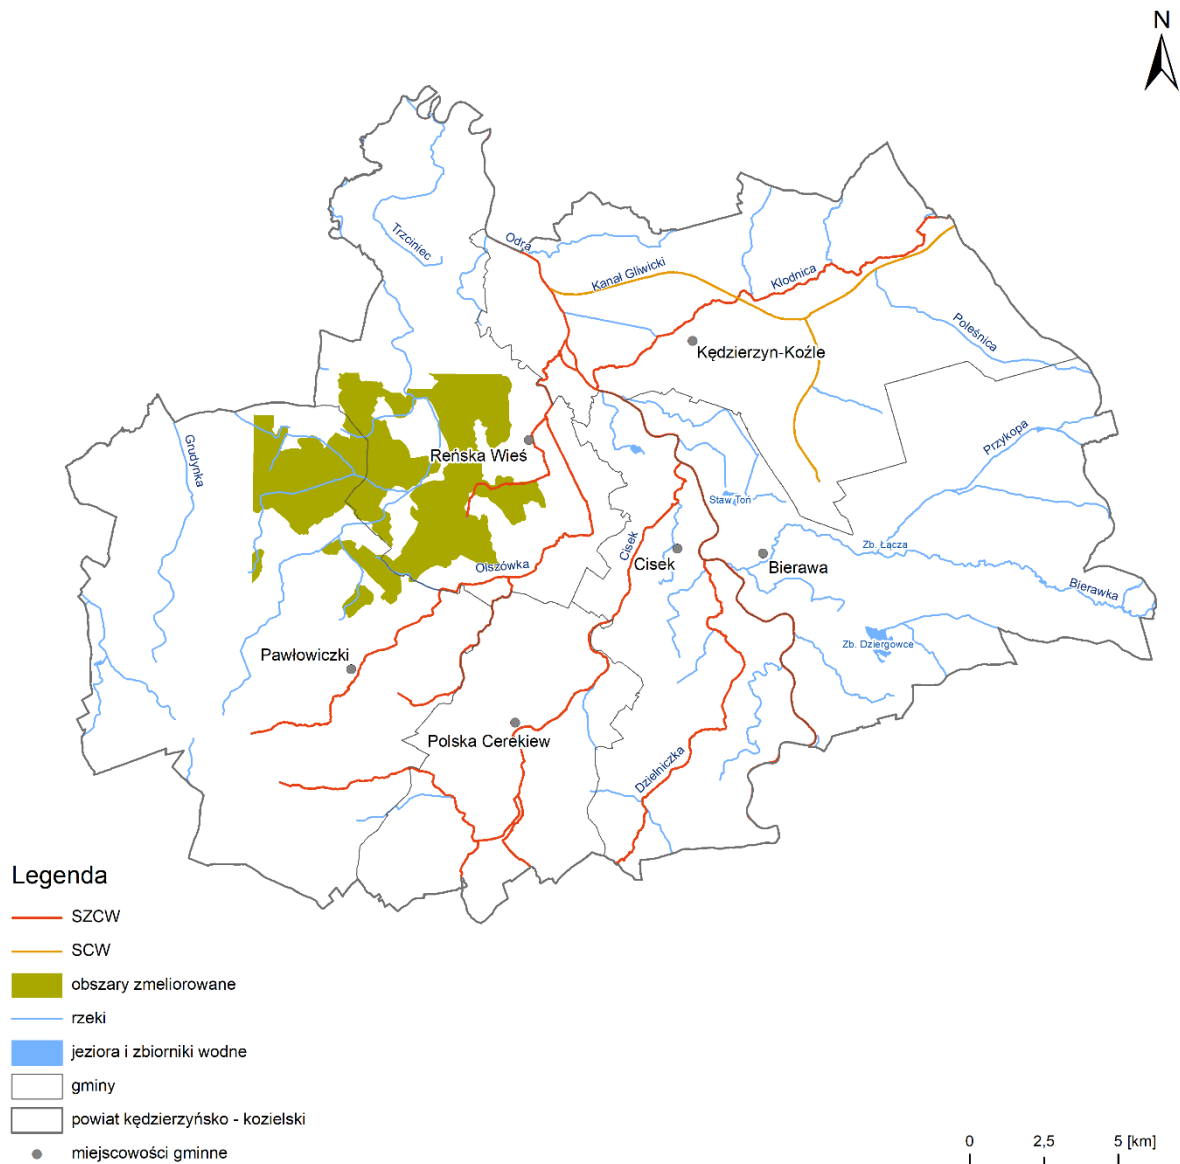 N
Trzciniec
Odra
Kanał Gliwicki
Kłodnica
Poleśnica
Kędzierzyn-Koźle
Grudynka
Reńska Wieś
Przykopa
Staw Toń
Cisek
Zb. Łącza
Olszówka
Cisek
Bierawa
Bierawka
Zb. Dziergowce
Pawłowiczki
Polska Cerekiew
Dzielniczka
Legenda
SZCW
SCW
obszary zmeliorowane
rzeki
jeziora i zbiorniki wodne
gminy
powiat kędzierzyńsko - kozielski
miejscowości gminne
0 2,5 5 [km]